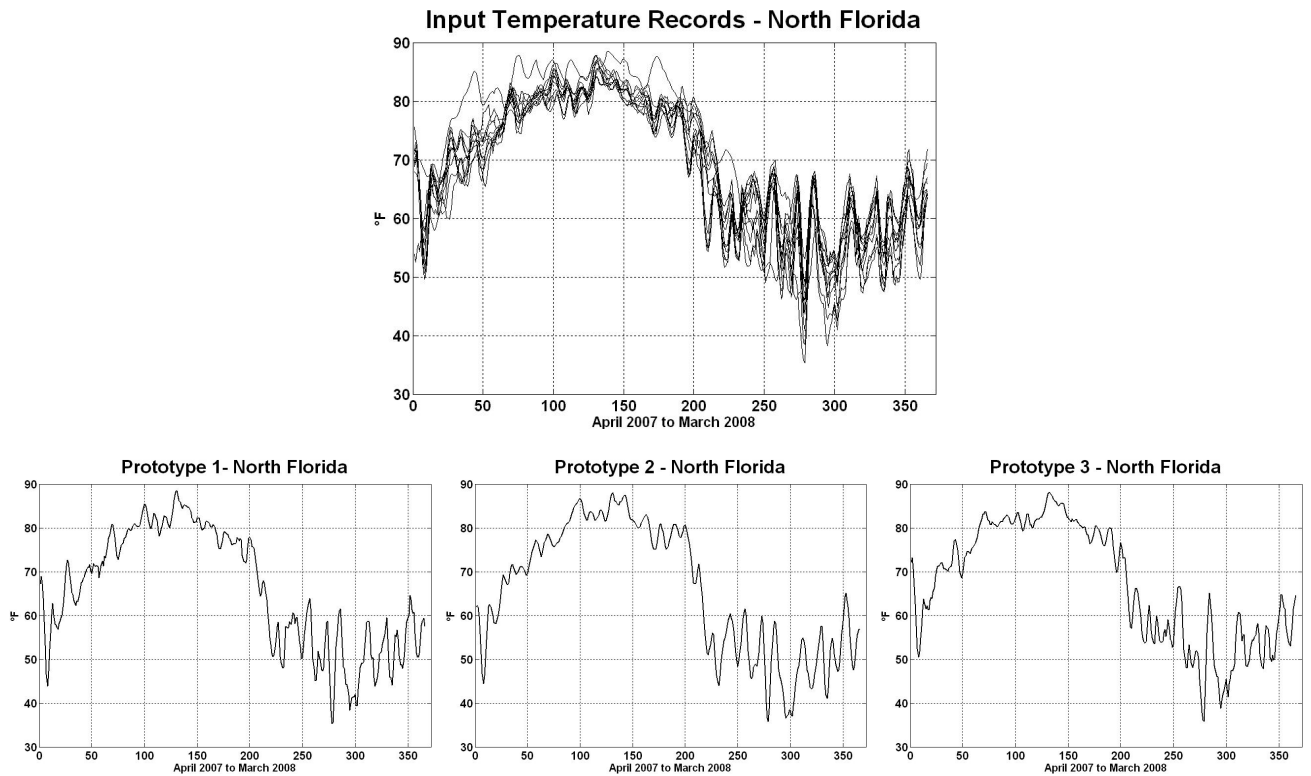 Input Temperature Records - North Florida
90
80
70
60
50
40
30
°F
0 50 100 150 200 250 300 350
April 2007 to March 2008
Prototype 1- North Florida
90
80
70
60
50
40
30
°F
0 50 100 150 200 250 300 350
April 2007 to March 2008
Prototype 2 - North Florida
90
80
70
60
50
40
30
°F
0 50 100 150 200 250 300 350
April 2007 to March 2008
Prototype 3 - North Florida
90
80
70
60
50
40
30
°F
0 50 100 150 200 250 300 350
April 2007 to March 2008